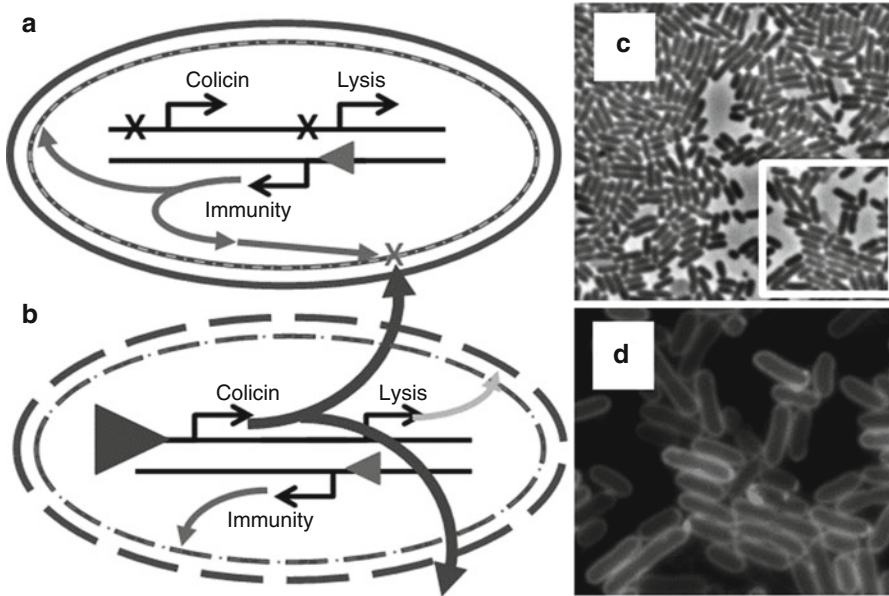 a
Colicin
Lysis
Immunity
b
Colicin
Lysis
Immunity
c
d